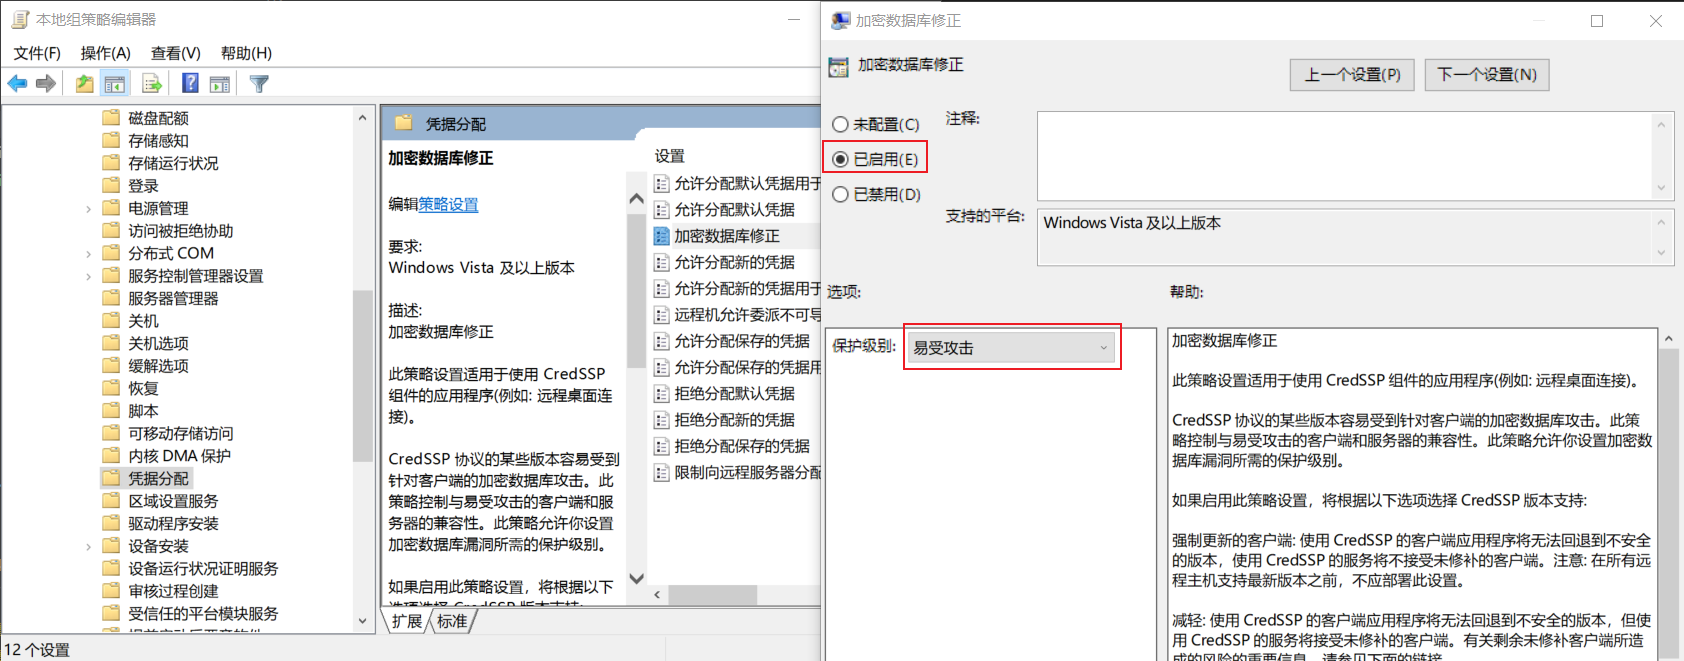 本地组策略编辑器
文件(F) 操作(A) 查看(V) 帮助(H)
磁盘配额
存储感知
存储运行状况
登录
电源管理
访问被拒绝协助
分布式 COM
服务控制管理器设置
服务器管理器
关机
关机选项
缓解选项
恢复
脚本
可移动存储访问
内核 DMA 保护
凭据分配
区域设置服务
驱动程序安装
设备安装
设备运行状况证明服务
审核过程创建
受信任的平台模块服务
12 个设置
凭据分配
加密数据库修正
编辑策略设置
要求:
Windows Vista 及以上版本
描述:
加密数据库修正
此策略设置适用于使用 CredSSP
组件的应用程序(例如: 远程桌面连
接)。
CredSSP 协议的某些版本容易受到
针对客户端的加密数据库攻击。此
策略控制与易受攻击的客户端和服
务器的兼容性。此策略允许你设置
加密数据库漏洞所需的保护级别。
如果启用此策略设置，将根据以下
选项选择 CredSSP 版本支持:
设置
允许分配默认凭据用于
允许分配默认凭据
加密数据库修正
允许分配新的凭据
允许分配新的凭据用于
远程机允许委派不可导
允许分配保存的凭据
允许分配保存的凭据用
拒绝分配默认凭据
拒绝分配新的凭据
拒绝分配保存的凭据
限制向远程服务器分配
扩展 标准
加密数据库修正
加密数据库修正
上一个设置(P) 下一个设置(N)
未配置(C)
已启用(E)
已禁用(D)
注释:
支持的平台:
Windows Vista 及以上版本
选项:
帮助:
保护级别: 易受攻击
加密数据库修正
此策略设置适用于使用 CredSSP 组件的应用程序(例如: 远程桌面连接)。
CredSSP 协议的某些版本容易受到针对客户端的加密数据库攻击。此策
略控制与易受攻击的客户端和服务器的兼容性。此策略允许你设置加密数
据库漏洞所需的保护级别。
如果启用此策略设置，将根据以下选项选择 CredSSP 版本支持:
强制更新的客户端: 使用 CredSSP 的客户端应用程序将无法回退到不安全
的版本，使用 CredSSP 的服务将不接受未修补的客户端。注意: 在所有远
程主机支持最新版本之前，不应部署此设置。
减轻: 使用 CredSSP 的客户端应用程序将无法回退到不安全的版本，但使
用 CredSSP 的服务将接受未修补的客户端。有关剩余未修补客户端所造
成的风险的重要信息，请参见下面的链接。